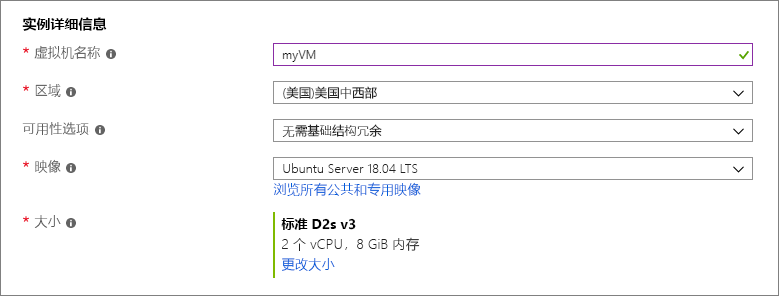 实例详细信息
* 虚拟机名称 myVM
* 区域 (美国)美国中西部
可用性选项 无需基础结构冗余
* 映像 Ubuntu Server 18.04 LTS
浏览所有公共和专用映像
* 大小 标准 D2s v3
2 个 vCPU，8 GiB 内存
更改大小